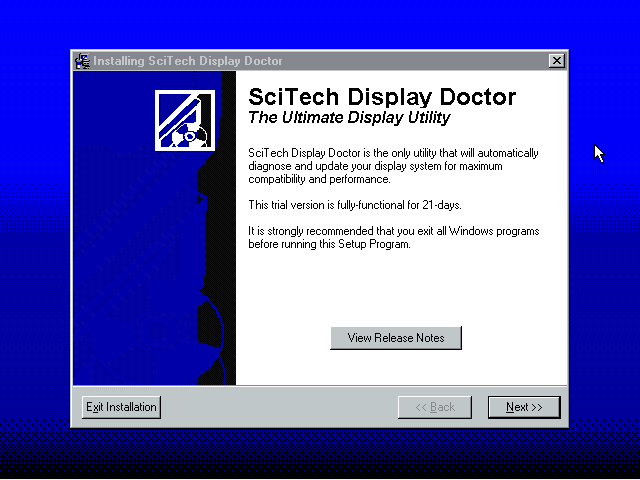 Installing SciTech Display Doctor
SciTech Display Doctor
The Ultimate Display Utility
SciTech Display Doctor is the only utility that will automatically
diagnose and update your display system for maximum
compatibility and performance.
This trial version is fully-functional for 21-days.
It is strongly recommended that you exit all Windows programs
before running this Setup Program.
View Release Notes
Exit Installation
<< Back
Next >>